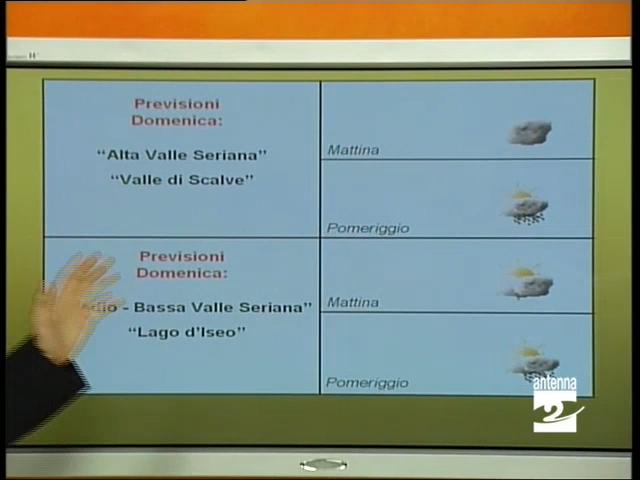 Previsioni
Domenica:
“Alta Valle Seriana”
“Valle di Scalve”
Mattina
Pomeriggio
Previsioni
Domenica:
- Bassa Valle Seriana”
“Lago d'Iseo”
Mattina
Pomeriggio
antenna
2